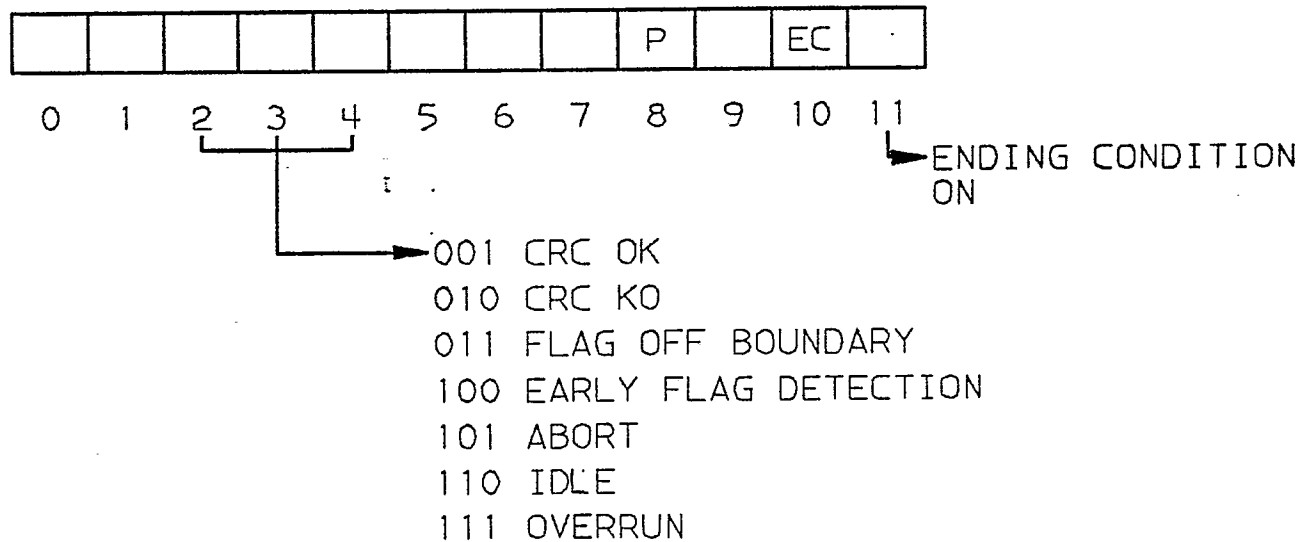 P EC
0 1 2 3 4 5 6 7 8 9 10 11
ENDING CONDITION
ON
001 CRC OK
010 CRC KO
011 FLAG OFF BOUNDARY
100 EARLY FLAG DETECTION
101 ABORT
110 IDLE
111 OVERRUN